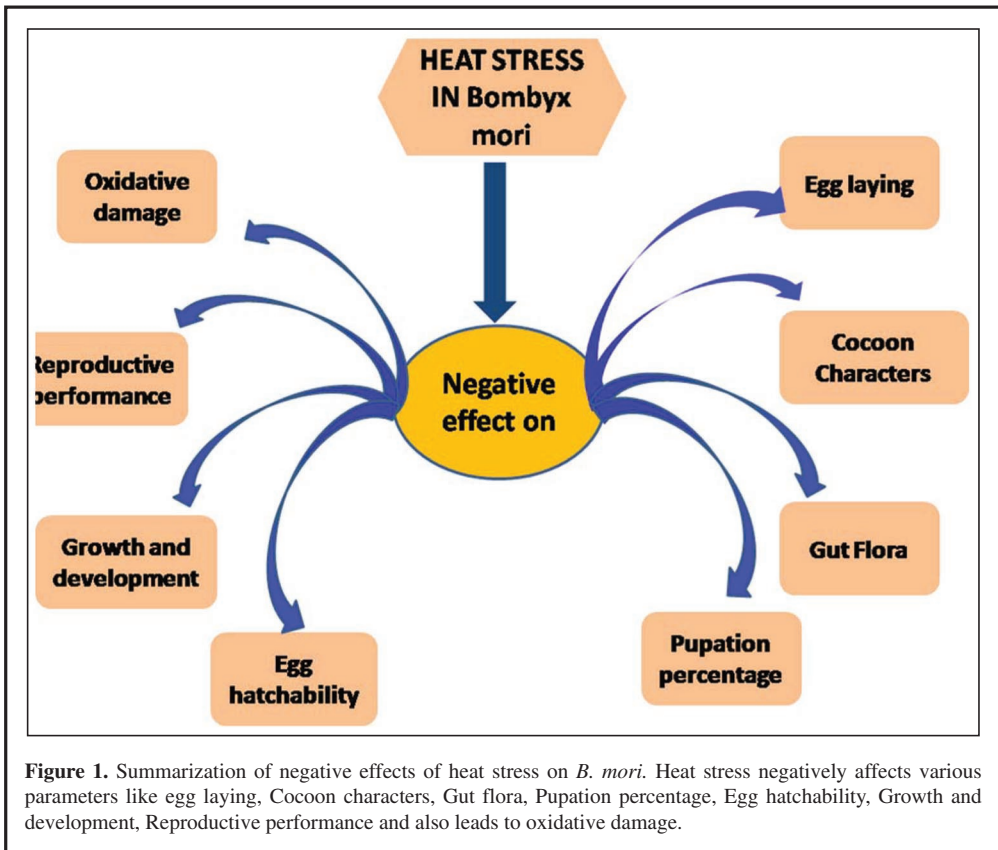 HEAT STRESS
IN Bombyx
mori
Oxidative
damage
Reproductive
performance
Growth and
development
Egg
hatchability
Negative
effect on
Egg laying
Cocoon
Characters
Gut Flora
Pupation
percentage
Figure 1. Summarization of negative effects of heat stress on B. mori. Heat stress negatively affects various
parameters like egg laying, Cocoon characters, Gut flora, Pupation percentage, Egg hatchability, Growth and
development, Reproductive performance and also leads to oxidative damage.